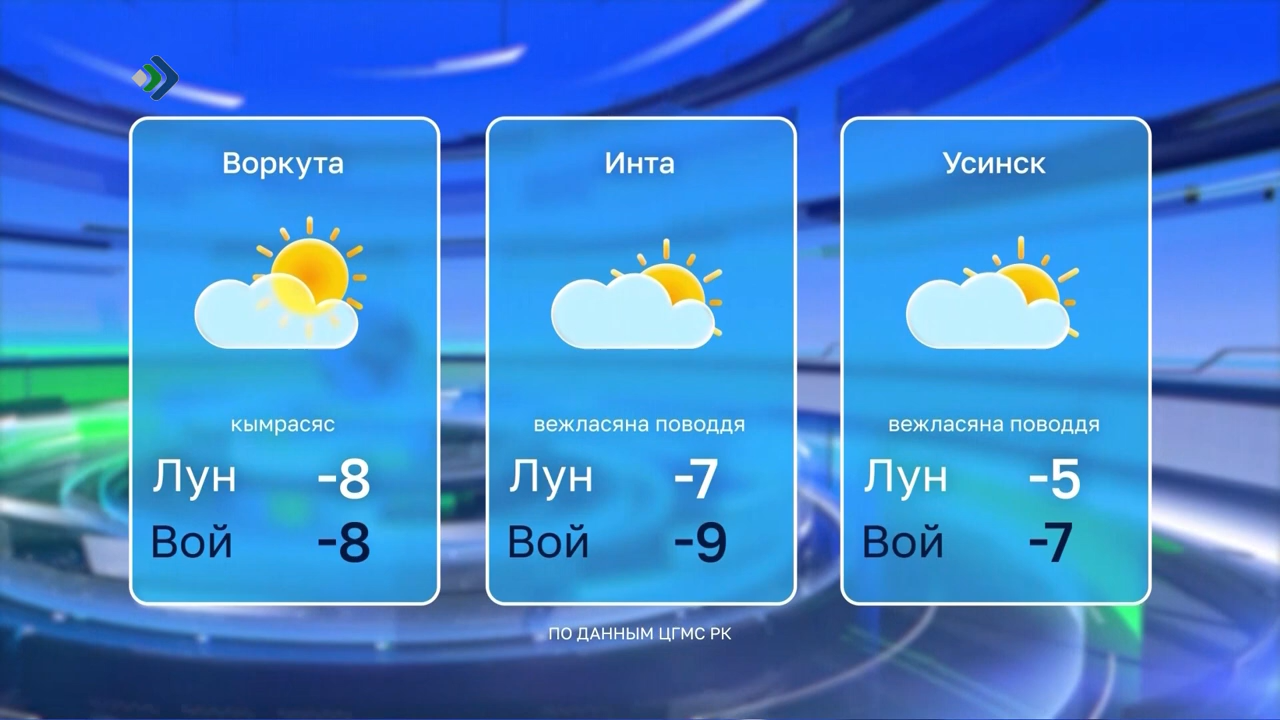 Воркута
кымрасяс
Лун -8
Вой -8
Инта
вежласяна поводдя
Лун -7
Вой -9
Усинск
вежласяна поводдя
Лун -5
Вой -7
ПО ДАННЫМ ЦГМС РК